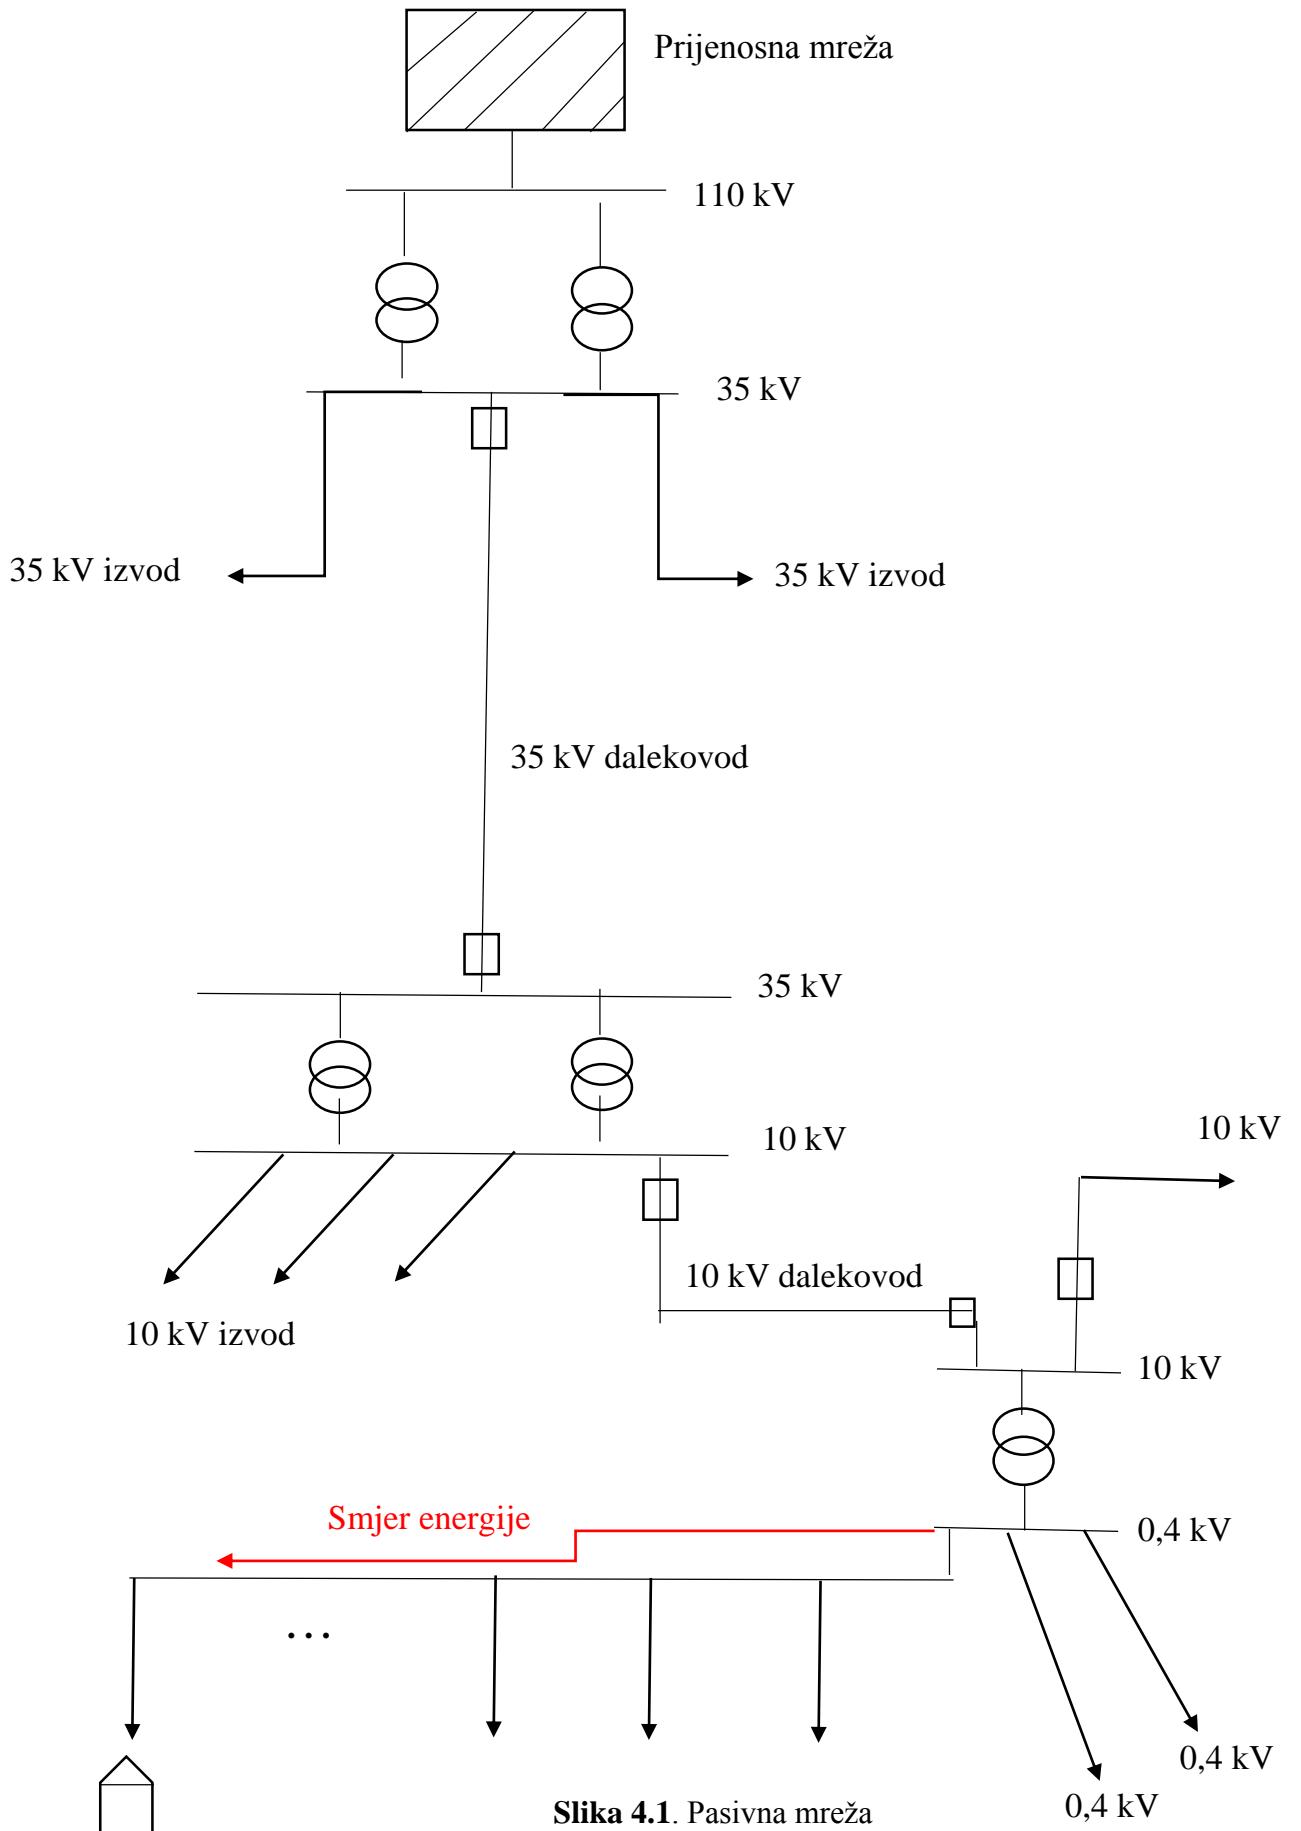 Prijenosna mreža
110 kV
35 kV
35 kV izvod
35 kV izvod
35 kV dalekovod
35 kV
10 kV
10 kV
10 kV dalekovod
10 kV izvod
10 kV
Smjer energije
0,4 kV
...
0,4 kV
0,4 kV
Slika 4.1. Pasivna mreža